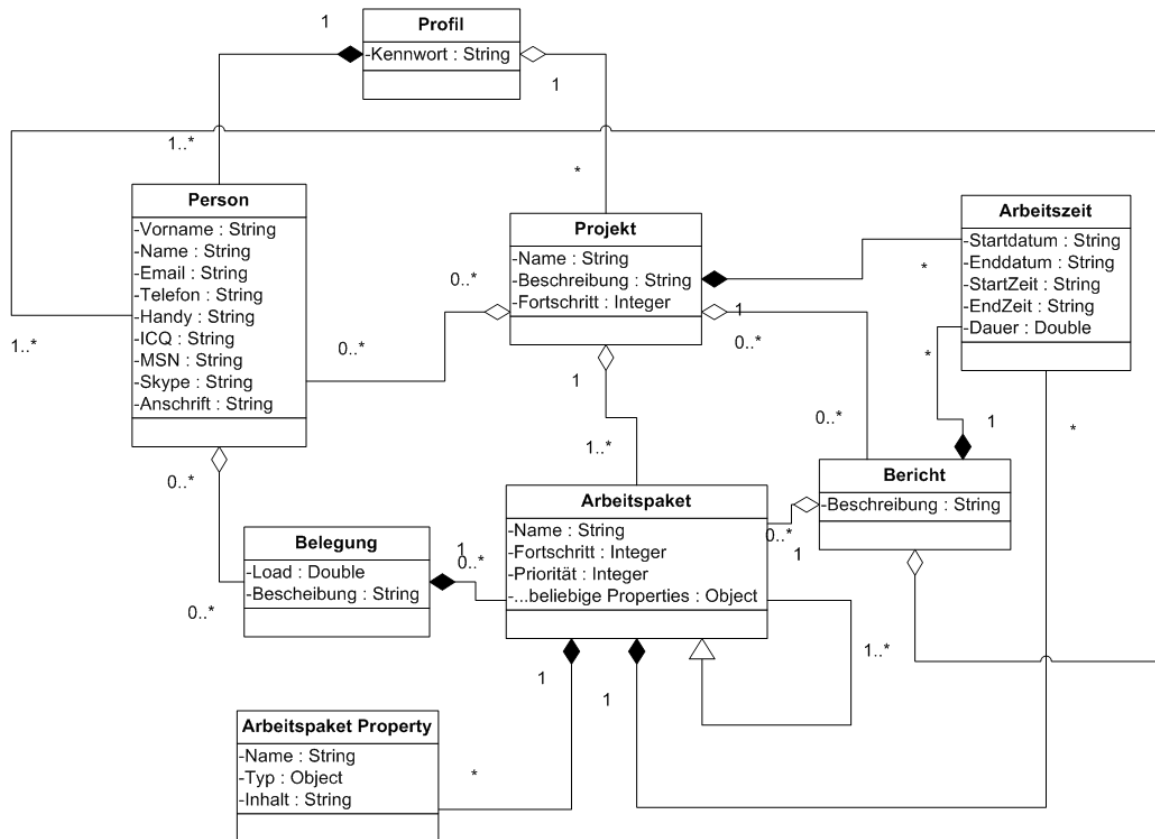 Profil
-Kennwort : String
1
1
1..*
*
Person
-Vorname : String
-Name : String
-Email : String
-Telefon : String
-Handy : String
-ICQ : String
-MSN : String
-Skype : String
-Anschrift : String
1..*
0..*
0..*
0..*
Projekt
-Name : String
-Beschreibung : String
-Fortschritt : Integer
1
0..*
1
1..*
Arbeitszeit
-Startdatum : String
-Enddatum : String
-StartZeit : String
-EndZeit : String
-Dauer : Double
*
*
*
0..*
1
Bericht
-Beschreibung : String
0..*
1
Arbeitspaket
-Name : String
-Fortschritt : Integer
-Priorität : Integer
-...beliebige Properties : Object
1
0..*
1..*
1
1
Belegung
-Load : Double
-Bescheibung : String
0..*
Arbeitspaket Property
-Name : String
-Typ : Object
-Inhalt : String
*